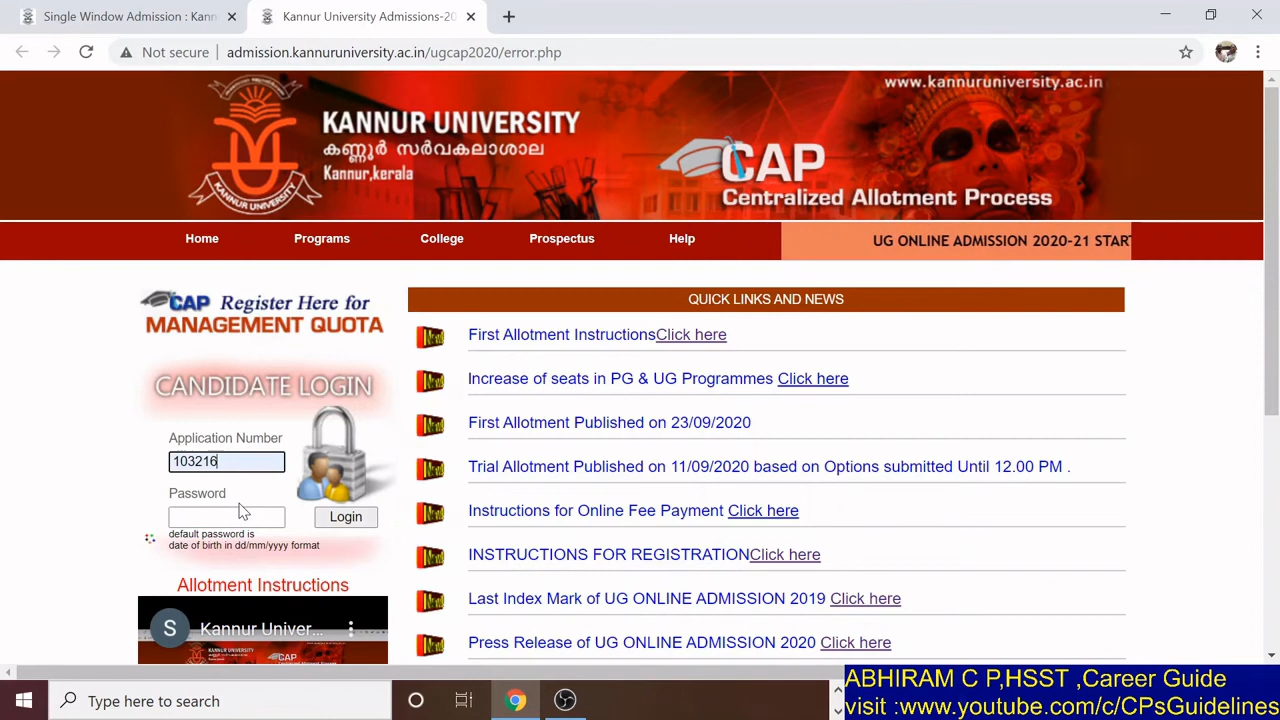 Single Window Admission : Kann
Kannur University Admissions-20
Not secure
admission.kannuruniversity.ac.in/ugcap2020/error.php
www.kannuruniversity.ac.in
KANNUR UNIVERSITY
കണ്ണൂർ സർവകലാശാല
Kannur,kerala
CAP
Centralized Allotment Process
Home
Programs
College
Prospectus
Help
UG ONLINE ADMISSION 2020-21 START
CAP Register Here for
MANAGEMENT QUOTA
CANDIDATE LOGIN
Application Number
103216
Password
Login
default password is
date of birth in dd/mm/yyyy format
Allotment Instructions
S
Kannur Univer...
CAP
QUICK LINKS AND NEWS
First Allotment InstructionsClick here
Increase of seats in PG & UG Programmes Click here
First Allotment Published on 23/09/2020
Trial Allotment Published on 11/09/2020 based on Options submitted Until 12.00 PM .
Instructions for Online Fee Payment Click here
INSTRUCTIONS FOR REGISTRATIONClick here
Last Index Mark of UG ONLINE ADMISSION 2019 Click here
Press Release of UG ONLINE ADMISSION 2020 Click here
Type here to search
ABHIRAM C P,HSST ,Career Guide
visit :www.youtube.com/c/CPsGuidelines